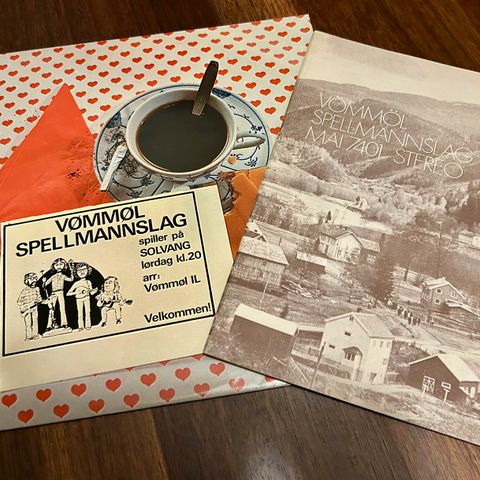 VØMMØL
SPELLMANNSLAG
spiller på
SOLVANG
lørdag kl.20
arr:
Vømmøl IL
Velkommen!
VØMMØL
SPELLMANNSLAG
MAI 7401 STEREO